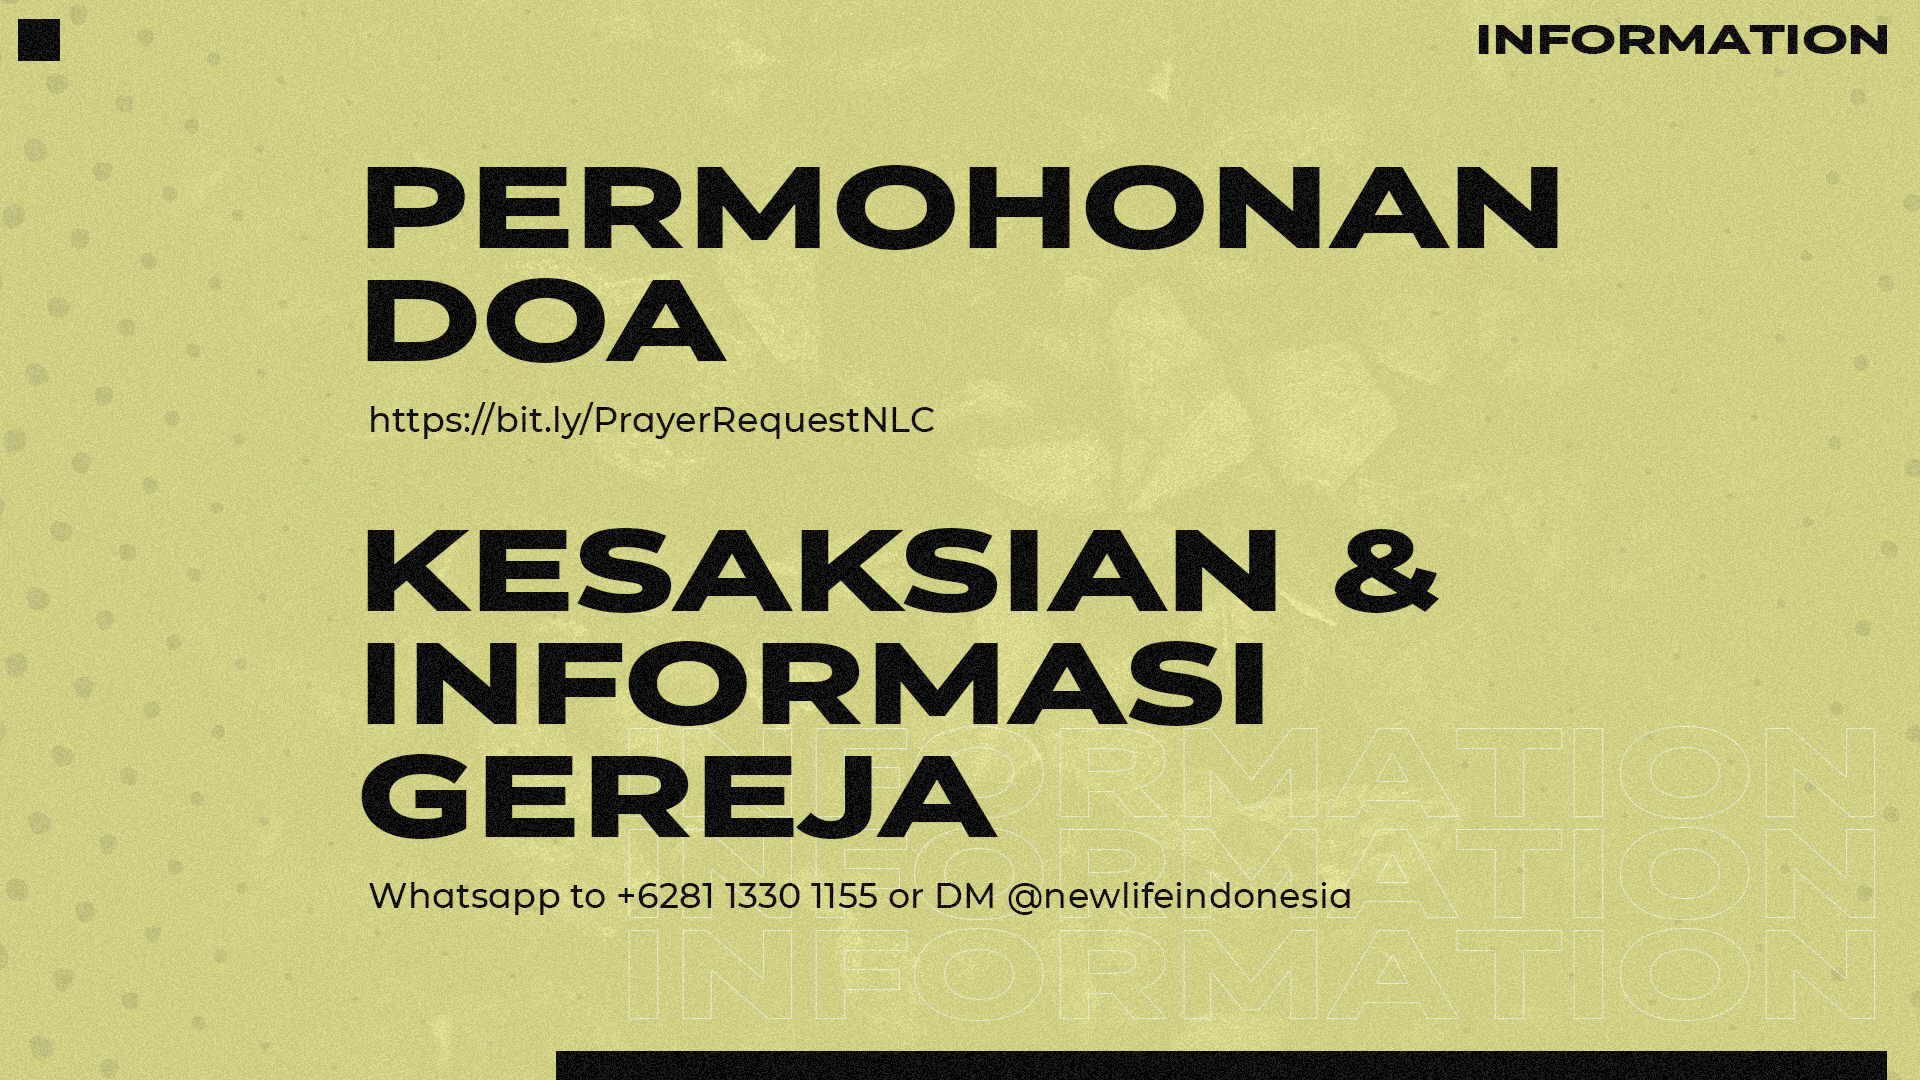 INFORMATION
PERMOHONAN
DOA
https://bit.ly/PrayerRequestNLC
KESAKSIAN &
INFORMASI
GEREJA
Whatsapp to +6281 1330 1155 or DM @newlifeindonesia
INFORMATION
INFORMATION
INFORMATION